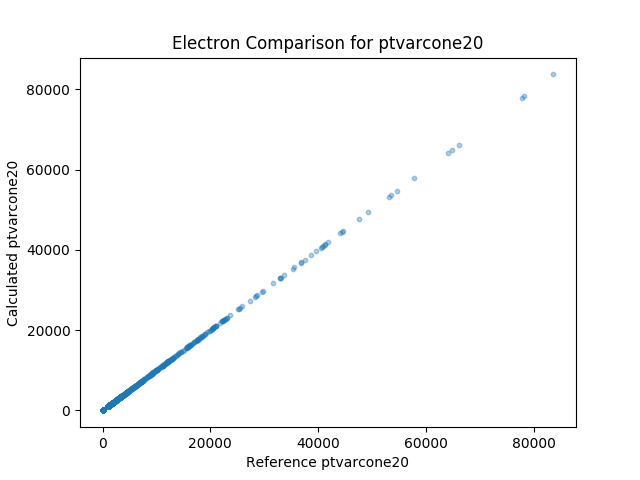 Electron Comparison for ptvarcone20
80000
60000
40000
20000
0
Calculated ptvarcone20
0 20000 40000 60000 80000
Reference ptvarcone20